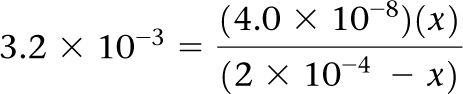 3.2 × 10⁻³ = (4.0 × 10⁻⁸)(x) / (2 × 10⁻⁴ − x)